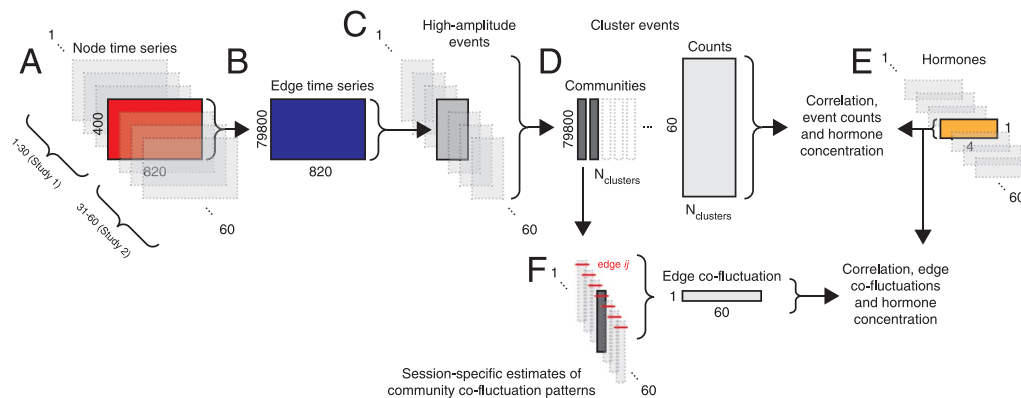 A
1
...
Node time series
400
820
1-30 (Study 1)
31-60 (Study 2)
...
60
B
Edge time series
79800
820
C
1
...
High-amplitude
events
...
60
Cluster events
D
Communities
79800
...
Nclusters
Counts
60
Nclusters
Correlation,
event counts
and hormone
concentration
E
1
...
Hormones
1
4
...
60
F
1
...
edge ij
Edge co-fluctuation
1
60
Correlation, edge
co-fluctuations
and hormone
concentration
Session-specific estimates of
community co-fluctuation patterns
...
60